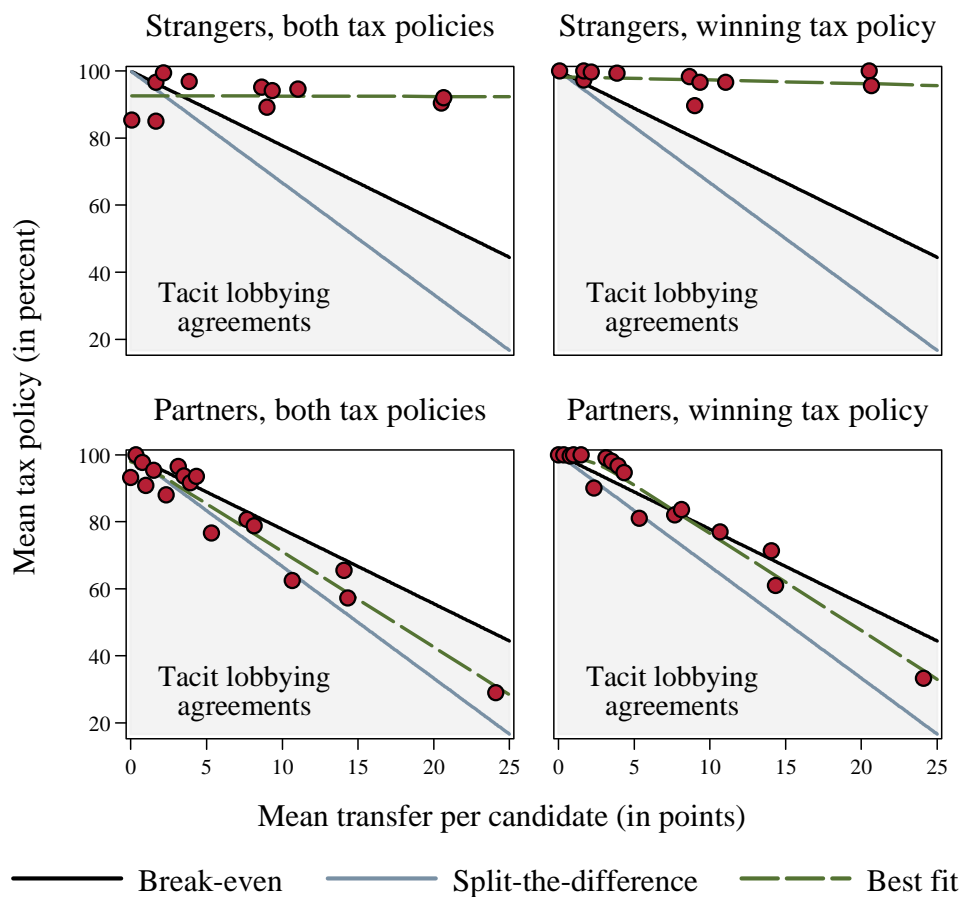 Strangers, both tax policies
Strangers, winning tax policy
100
80
60
40
20
Tacit lobbying
agreements
Tacit lobbying
agreements
Mean tax policy (in percent)
Partners, both tax policies
Partners, winning tax policy
100
80
60
40
20
Tacit lobbying
agreements
Tacit lobbying
agreements
0 5 10 15 20 25
0 5 10 15 20 25
Mean transfer per candidate (in points)
Break-even Split-the-difference Best fit